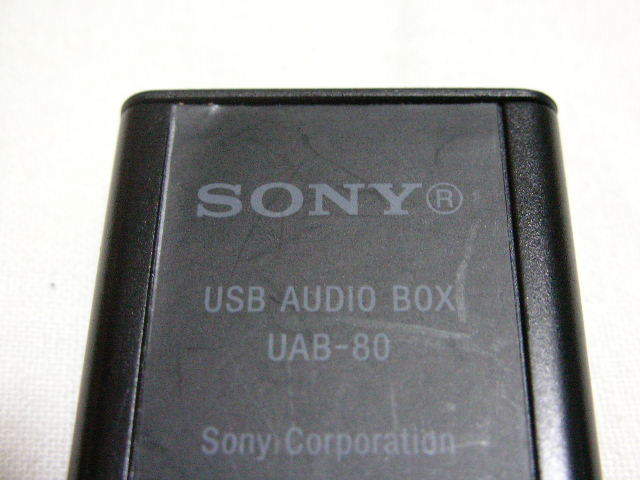 SONY®
USB AUDIO BOX
UAB-80
Sony Corporation